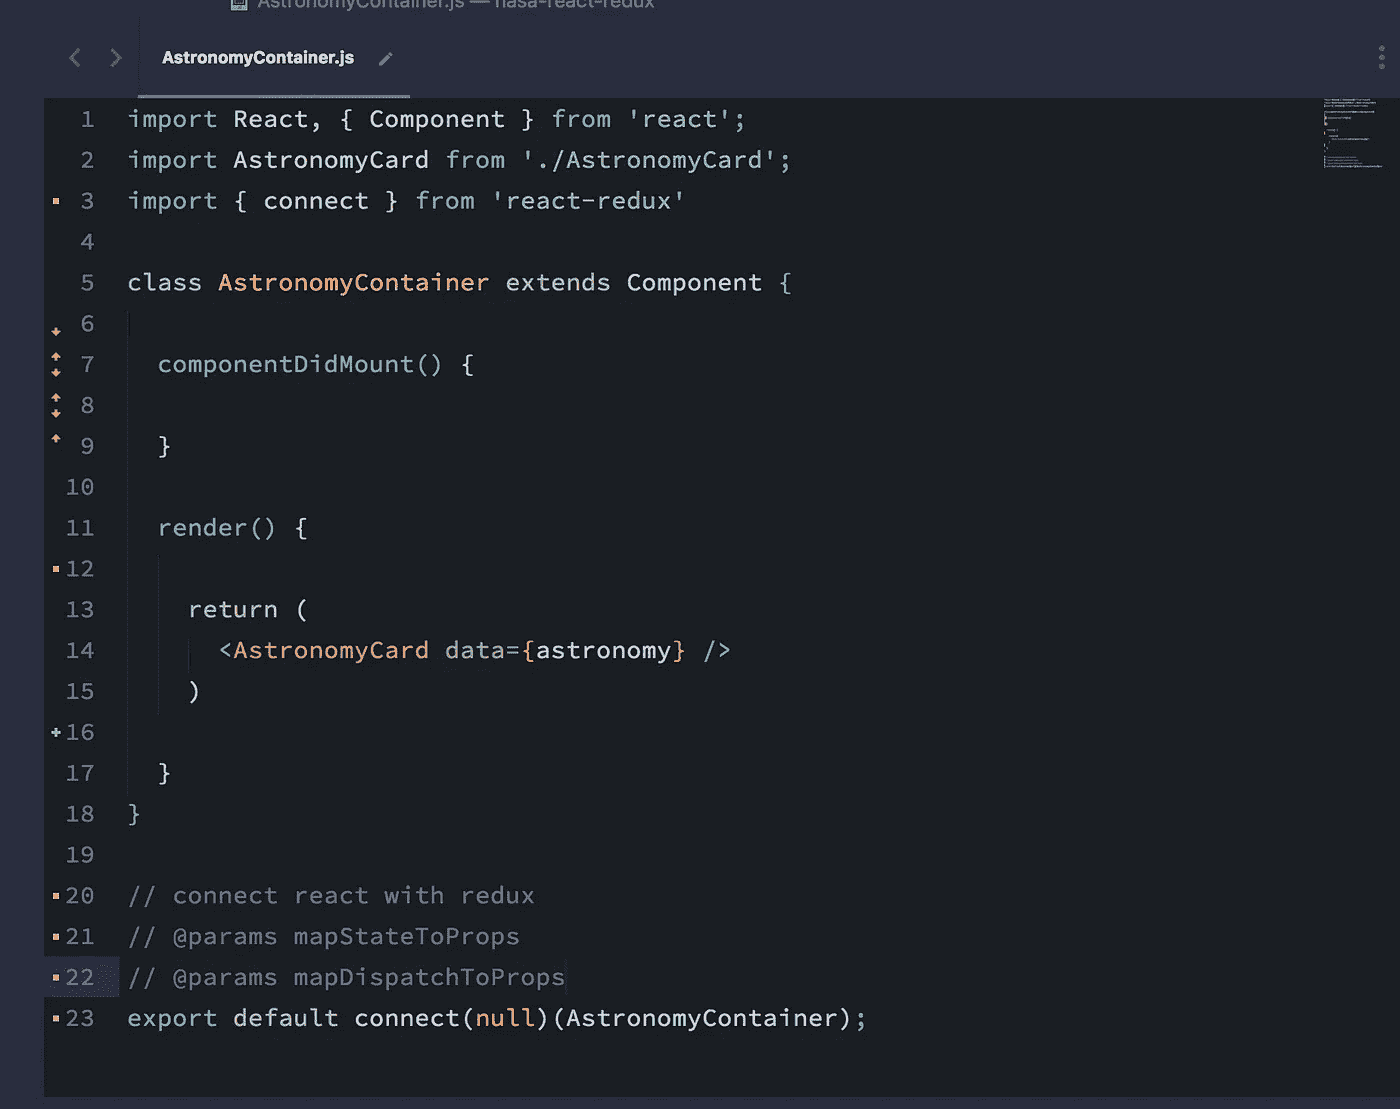 AstronomyContainer.js — nasa-react-redux
AstronomyContainer.js
1 import React, { Component } from 'react';
2 import AstronomyCard from './AstronomyCard';
3 import { connect } from 'react-redux'
4
5 class AstronomyContainer extends Component {
6
7 componentDidMount() {
8
9 }
10
11 render() {
12
13 return (
14 <AstronomyCard data={astronomy} />
15 )
16
17 }
18 }
19
20 // connect react with redux
21 // @params mapStateToProps
22 // @params mapDispatchToProps
23 export default connect(null)(AstronomyContainer);